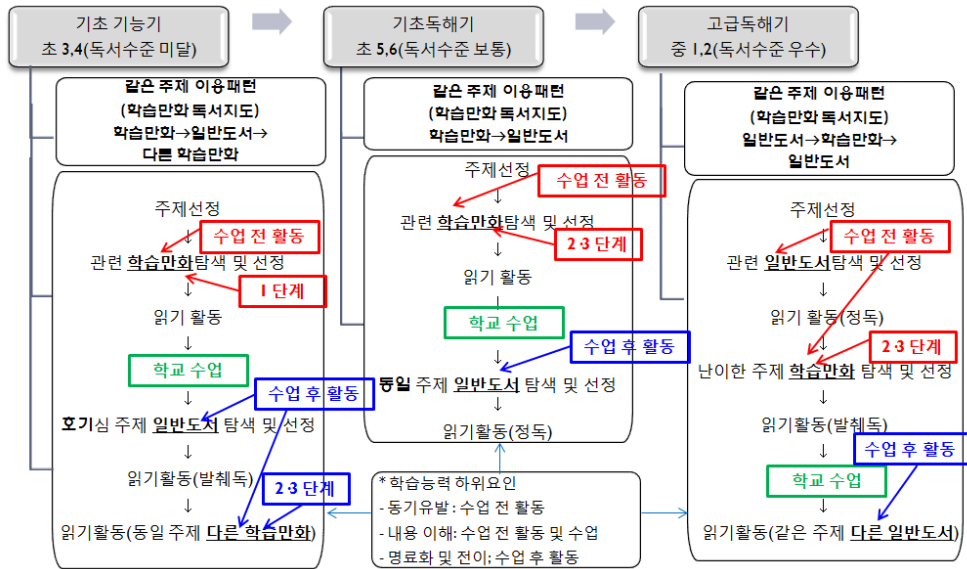 기초 기능기
초 3,4(독서수준 미달)
같은 주제 이용패턴
(학습만화 독서지도)
학습만화→일반도서→
다른 학습만화
주제선정
↓
수업 전 활동
관련 학습만화탐색 및 선정
↓
1 단계
읽기 활동
↓
학교 수업
↓
수업 후 활동
호기심 주제 일반도서 탐색 및 선정
↓
읽기활동(발췌독)
↓
2·3 단계
읽기활동(동일 주제 다른 학습만화)
기초독해기
초 5,6(독서수준 보통)
같은 주제 이용패턴
(학습만화 독서지도)
학습만화→일반도서
주제선정
↓
수업 전 활동
관련 학습만화탐색 및 선정
↓
2·3 단계
읽기 활동
↓
학교 수업
↓
수업 후 활동
동일 주제 일반도서 탐색 및 선정
↓
읽기활동(정독)
* 학습능력 하위요인
- 동기유발 : 수업 전 활동
- 내용 이해: 수업 전 활동 및 수업
- 명료화 및 전이; 수업 후 활동
고급독해기
중 1,2(독서수준 우수)
같은 주제 이용패턴
(학습만화 독서지도)
일반도서→학습만화→
일반도서
주제선정
↓
수업 전 활동
관련 일반도서탐색 및 선정
↓
읽기 활동(정독)
↓
2·3 단계
난이한 주제 학습만화 탐색 및 선정
↓
읽기활동(발췌독)
↓
수업 후 활동
학교 수업
↓
읽기활동(같은 주제 다른 일반도서)